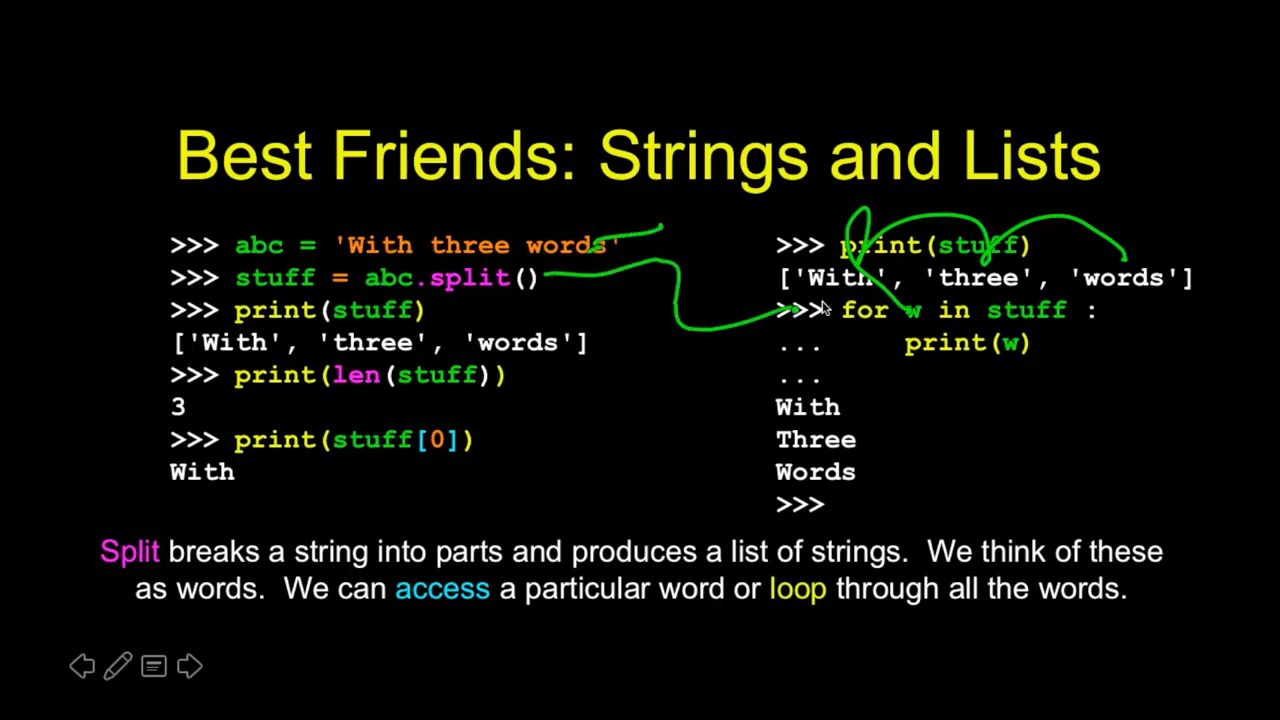 Best Friends: Strings and Lists
>>> abc = 'With three words'
>>> stuff = abc.split()
>>> print(stuff)
['With', 'three', 'words']
>>> print(len(stuff))
3
>>> print(stuff[0])
With
>>> print(stuff)
['With', 'three', 'words']
>>> for w in stuff :
...     print(w)
...
With
Three
Words
>>>
Split breaks a string into parts and produces a list of strings.  We think of these
as words.  We can access a particular word or loop through all the words.